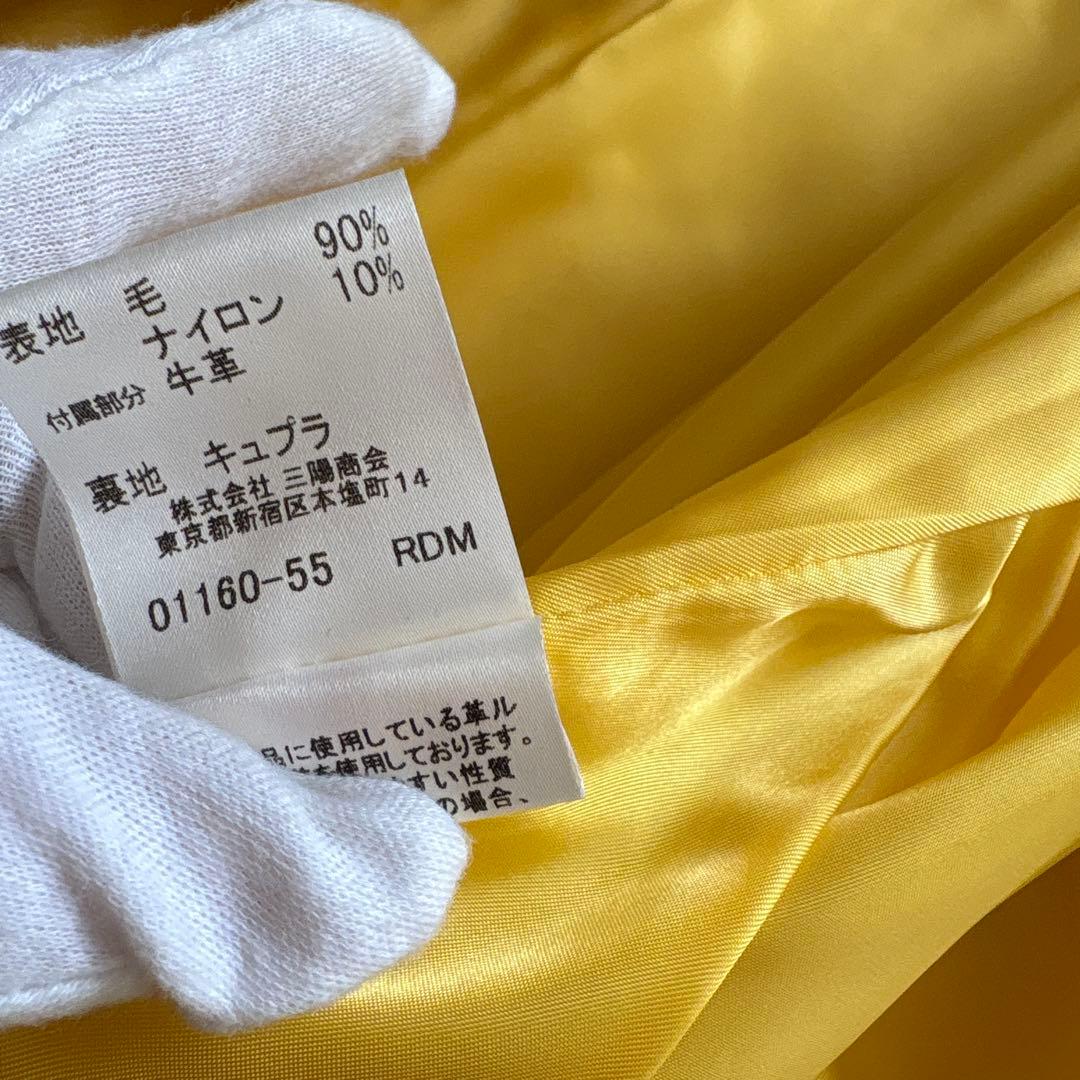 表地 毛 90%
ナイロン 10%
付属部分 牛革
裏地 キュプラ
株式会社 三陽商会
東京都新宿区本塩町14
01160-55 RDM
品に使用している革ル
を使用しております。
すい性質
の場合、